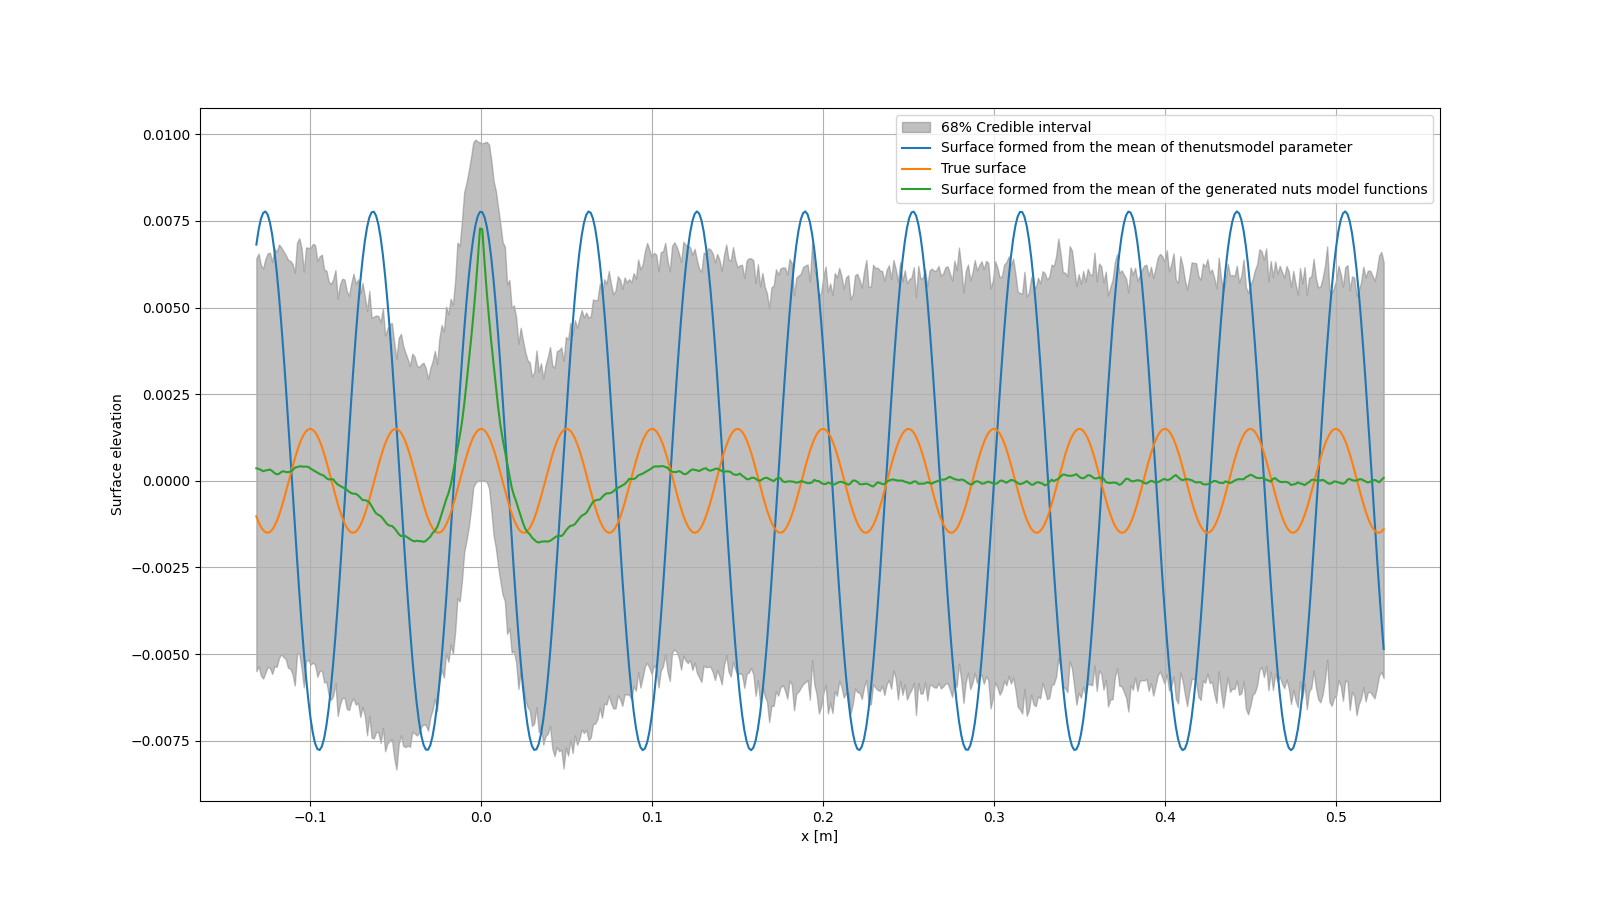 68% Credible interval
Surface formed from the mean of thenutsmodel parameter
True surface
Surface formed from the mean of the generated nuts model functions
Surface elevation
0.0100
0.0075
0.0050
0.0025
0.0000
−0.0025
−0.0050
−0.0075
−0.1
0.0
0.1
0.2
0.3
0.4
0.5
x [m]